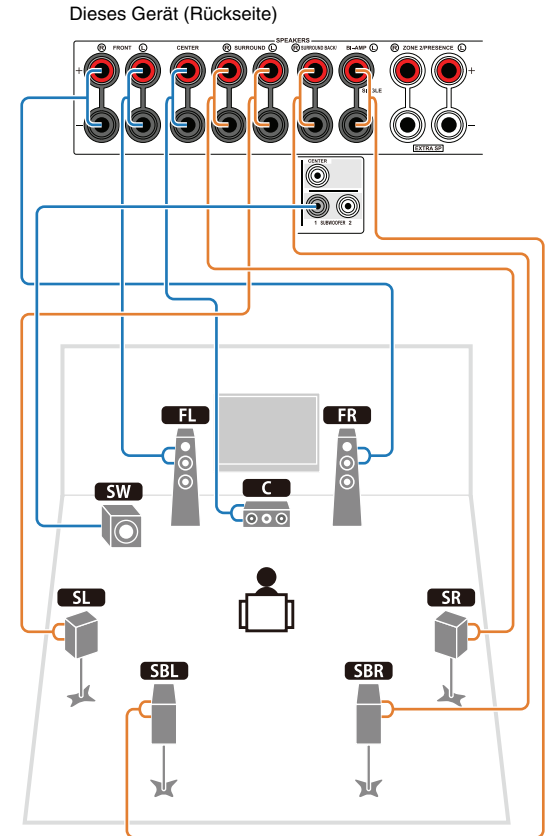 Dieses Gerät (Rückseite)
SPEAKERS
R FRONT L CENTER R SURROUND L R SURROUND BACK/ BI-AMP L R ZONE 2/PRESENCE L
+ +
SINGLE
- -
EXTRA SP
CENTER
1 SUBWOOFER 2
FL FR
SW C
SL SR
SBL SBR